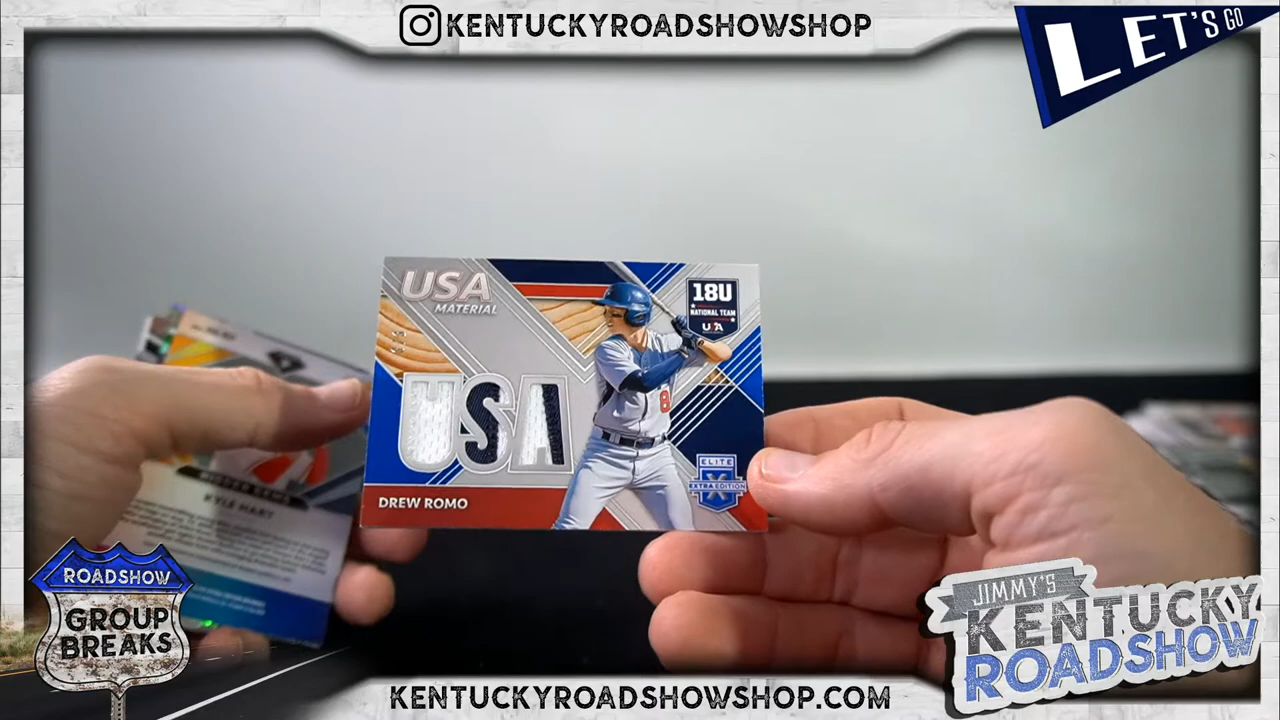 KENTUCKYROADSHOWSHOP
LET'S GO
USA
MATERIAL
18U
NATIONAL TEAM
USA
USA
8
ELITE
X
EXTRA EDITION
DREW ROMO
KYLE HART
ROADSHOW
GROUP
BREAKS
JIMMY'S
KENTUCKY
ROADSHOW
KENTUCKYROADSHOWSHOP.COM